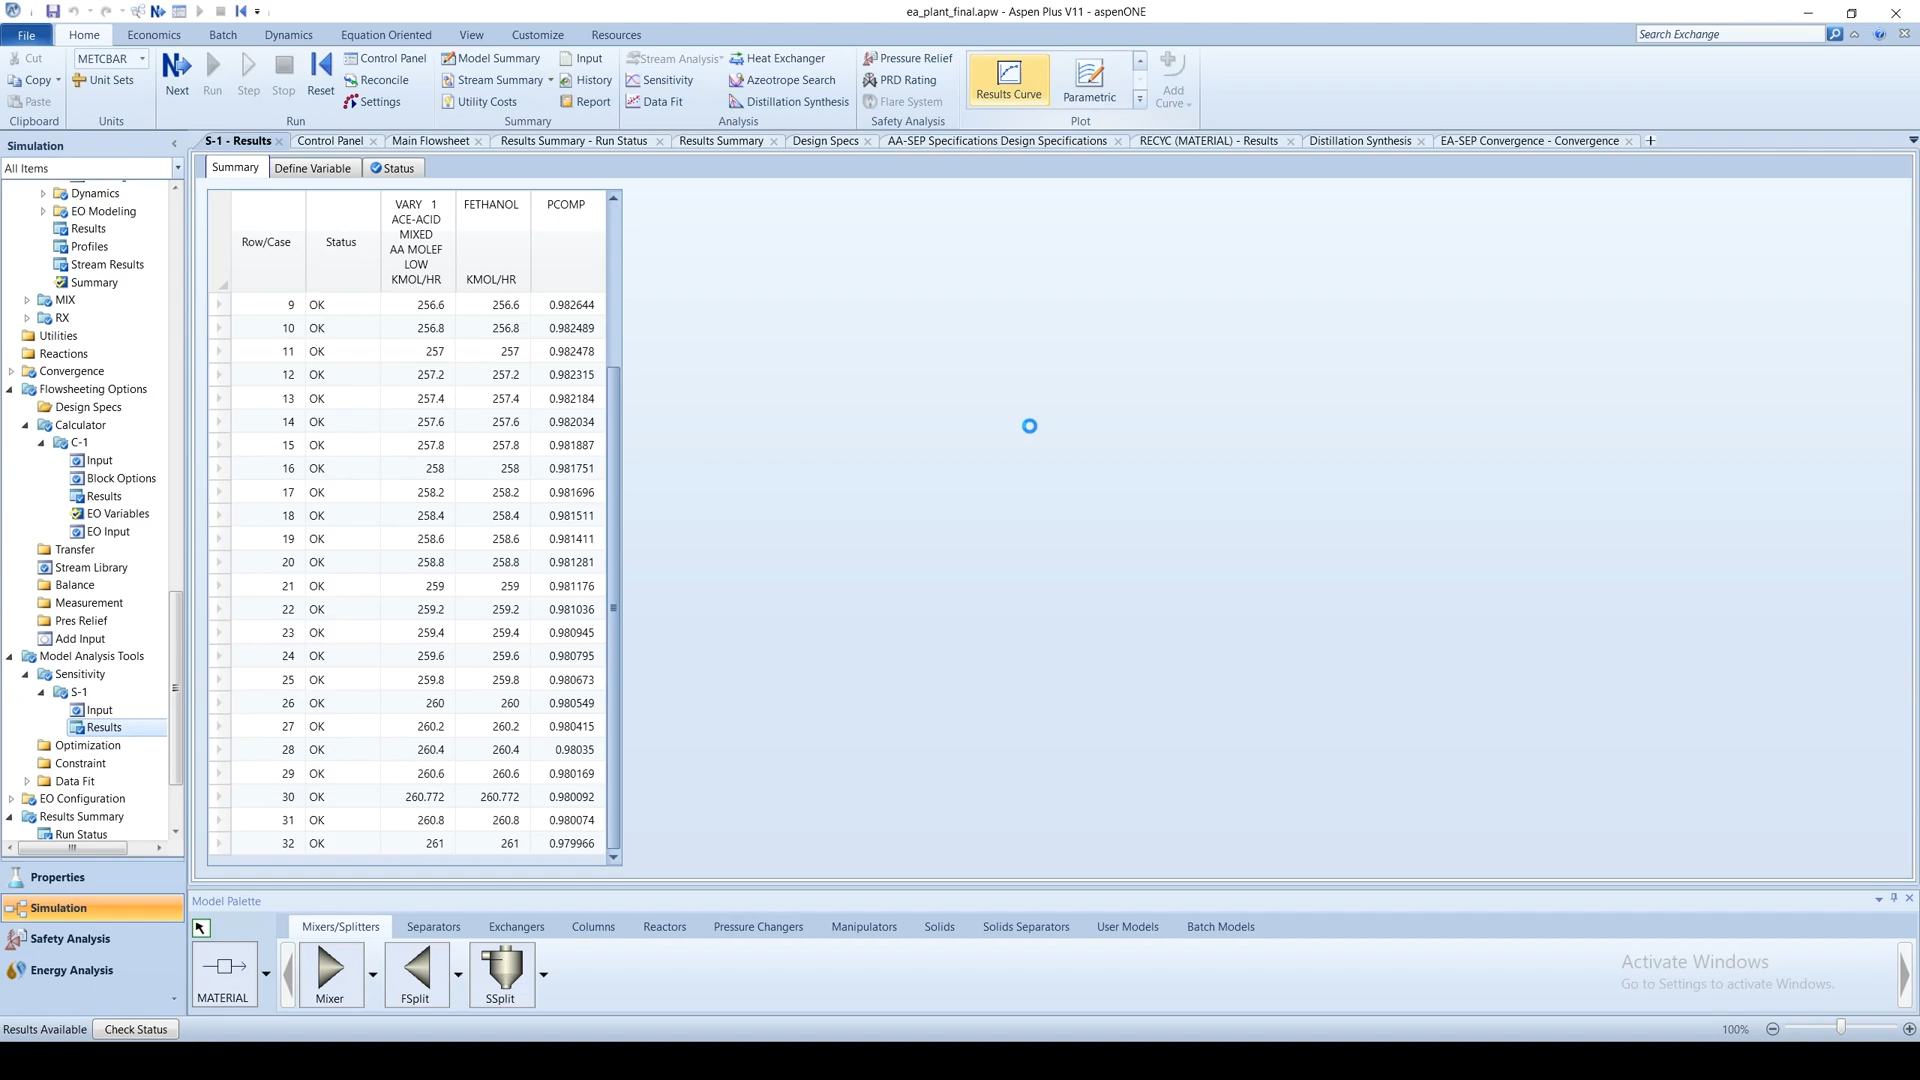 ea_plant_final.apw - Aspen Plus V11 - aspenONE
File
Home
Economics
Batch
Dynamics
Equation Oriented
View
Customize
Resources
Search Exchange
Cut
Copy
Paste
Clipboard
METCBAR
Unit Sets
Units
Next
Run
Step
Stop
Reset
Control Panel
Reconcile
Settings
Run
Model Summary
Stream Summary
Utility Costs
Input
History
Report
Summary
Stream Analysis
Sensitivity
Data Fit
Heat Exchanger
Azeotrope Search
Distillation Synthesis
Analysis
Pressure Relief
PRD Rating
Flare System
Safety Analysis
Results Curve
Parametric
Add Curve
Plot
Simulation
All Items
S-1 - Results
Control Panel
Main Flowsheet
Results Summary - Run Status
Results Summary
Design Specs
AA-SEP Specifications Design Specifications
RECYC (MATERIAL) - Results
Distillation Synthesis
EA-SEP Convergence - Convergence
Summary
Define Variable
Status
Dynamics
EO Modeling
Results
Profiles
Stream Results
Summary
MIX
RX
Utilities
Reactions
Convergence
Flowsheeting Options
Design Specs
Calculator
C-1
Input
Block Options
Results
EO Variables
EO Input
Transfer
Stream Library
Balance
Measurement
Pres Relief
Add Input
Model Analysis Tools
Sensitivity
S-1
Input
Results
Optimization
Constraint
Data Fit
EO Configuration
Results Summary
Run Status
Properties
Simulation
Safety Analysis
Energy Analysis
Row/Case
Status
VARY 1
ACE-ACID
MIXED
AA MOLEF
LOW
KMOL/HR
FETHANOL
KMOL/HR
PCOMP
9 OK 256.6 256.6 0.982644
10 OK 256.8 256.8 0.982489
11 OK 257 257 0.982478
12 OK 257.2 257.2 0.982315
13 OK 257.4 257.4 0.982184
14 OK 257.6 257.6 0.982034
15 OK 257.8 257.8 0.981887
16 OK 258 258 0.981751
17 OK 258.2 258.2 0.981696
18 OK 258.4 258.4 0.981511
19 OK 258.6 258.6 0.981411
20 OK 258.8 258.8 0.981281
21 OK 259 259 0.981176
22 OK 259.2 259.2 0.981036
23 OK 259.4 259.4 0.980945
24 OK 259.6 259.6 0.980795
25 OK 259.8 259.8 0.980673
26 OK 260 260 0.980549
27 OK 260.2 260.2 0.980415
28 OK 260.4 260.4 0.98035
29 OK 260.6 260.6 0.980169
30 OK 260.772 260.772 0.980092
31 OK 260.8 260.8 0.980074
32 OK 261 261 0.979966
Model Palette
Mixers/Splitters
Separators
Exchangers
Columns
Reactors
Pressure Changers
Manipulators
Solids
Solids Separators
User Models
Batch Models
MATERIAL
Mixer
FSplit
SSplit
Activate Windows
Go to Settings to activate Windows.
Results Available
Check Status
100%